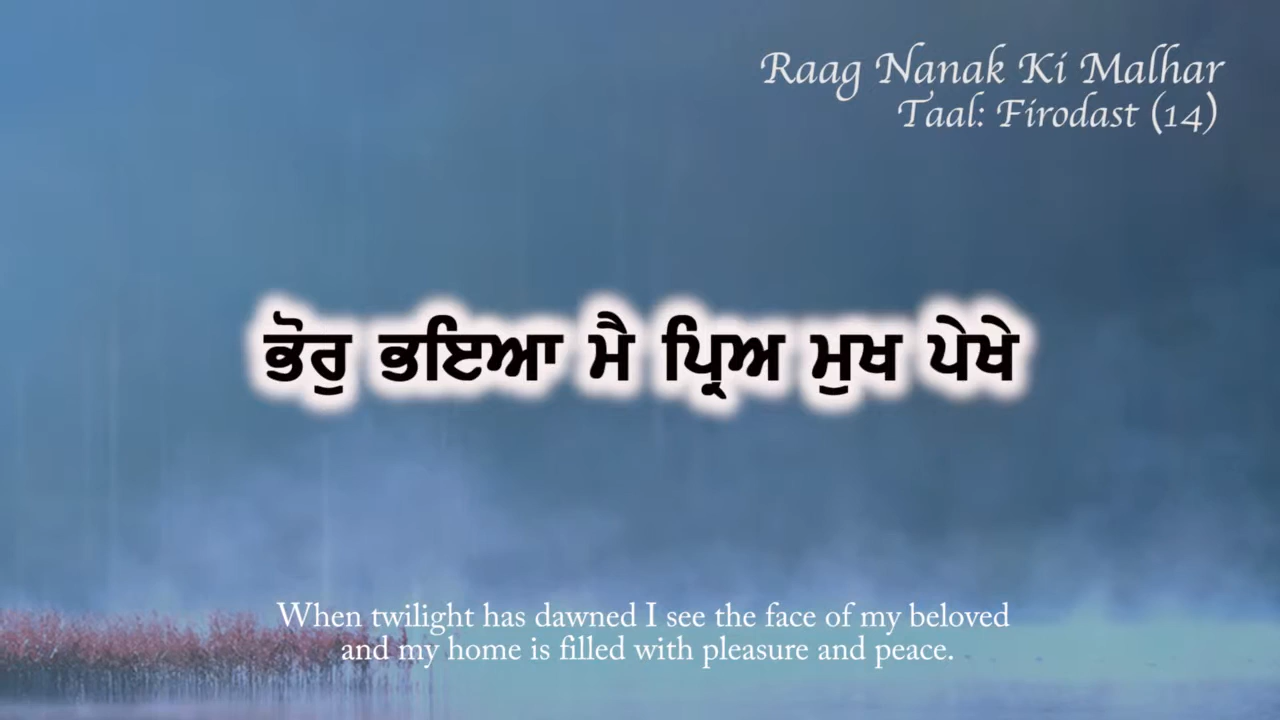 Raag Nanak Ki Malhar
Taal: Firodast (14)
ਭੋਰੁ ਭਇਆ ਮੈ ਪ੍ਰਿਅ ਮੁਖ ਪੇਖੇ
When twilight has dawned I see the face of my beloved
and my home is filled with pleasure and peace.